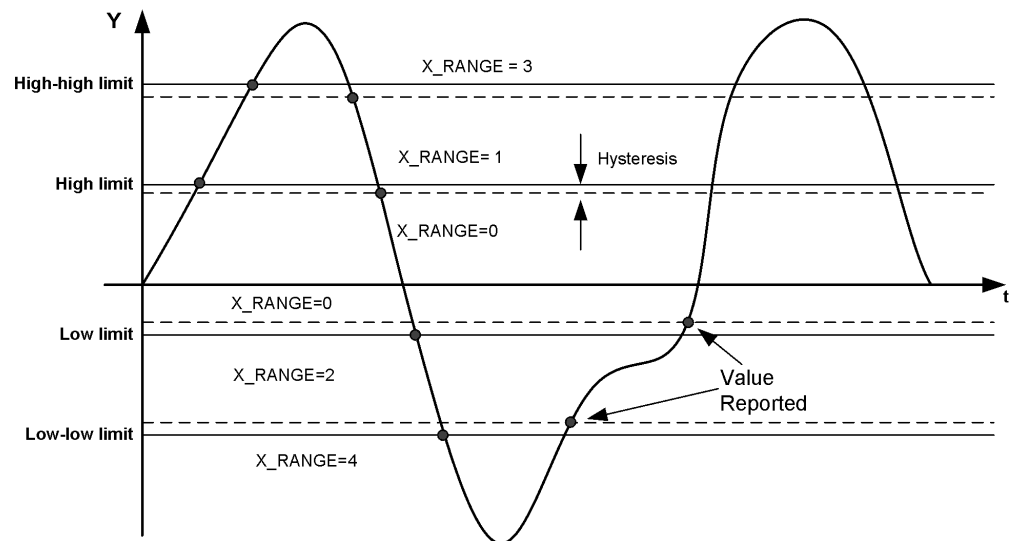 Y
High-high limit
X_RANGE = 3
High limit
X_RANGE= 1
Hysteresis
X_RANGE=0
t
X_RANGE=0
Low limit
X_RANGE=2
Value
Reported
Low-low limit
X_RANGE=4